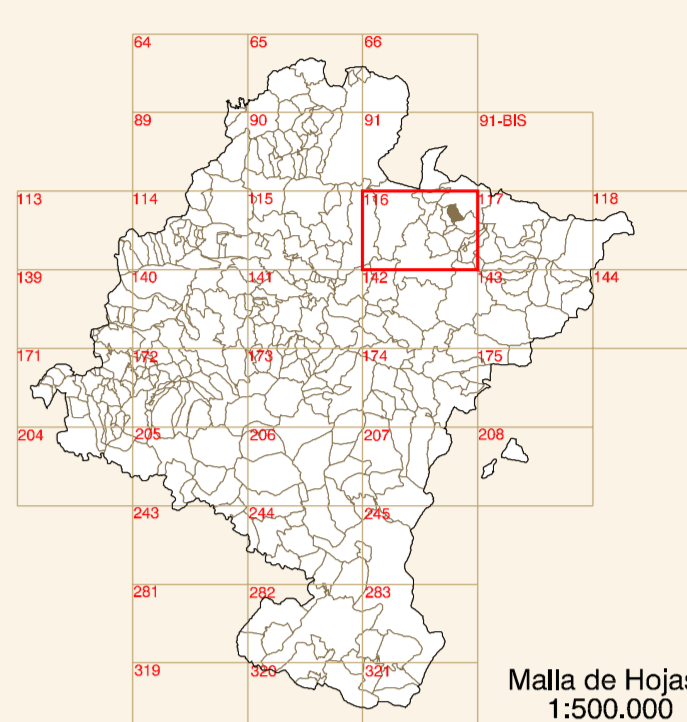 64 65 66
89 90 91 91-BIS
113 114 115 116 117 118
139 140 141 142 143 144
171 172 173 174 175
204 205 206 207 208
243 244 245
281 282 283
319 320 321
Malla de Hojas
1:500.000